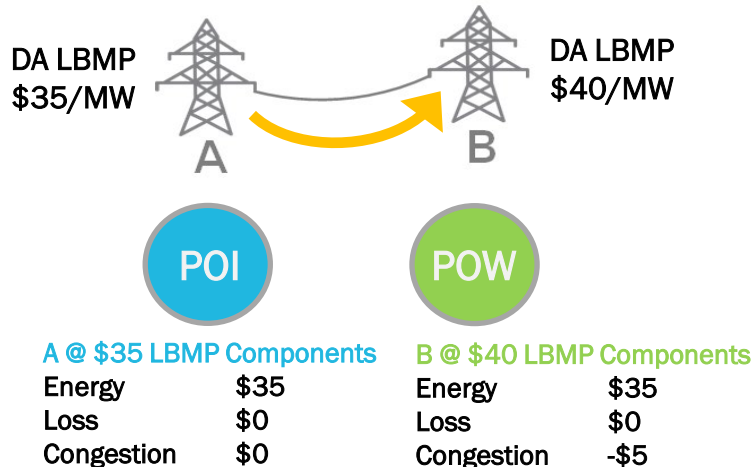 DA LBMP
$35/MW
DA LBMP
$40/MW
A
B
POI
POW
A @ $35 LBMP Components
Energy $35
Loss $0
Congestion $0
B @ $40 LBMP Components
Energy $35
Loss $0
Congestion -$5